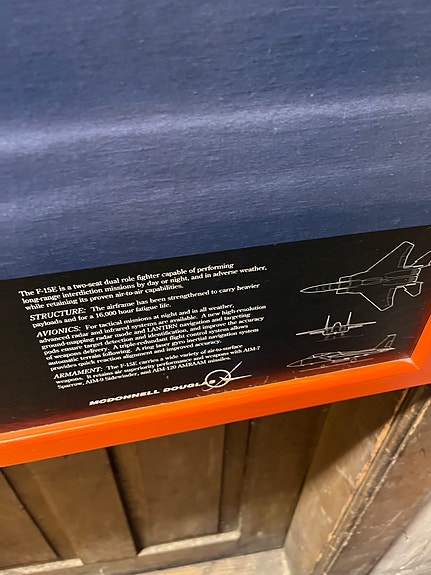 The F-15E is a two-seat dual role fighter capable of performing
long-range interdiction missions by day or night, and in adverse weather,
while retaining its proven air-to-air capabilities.
STRUCTURE: The airframe has been strengthened to carry heavier
payloads and for a 16,000 hour fatigue life.
AVIONICS: For tactical missions at night and in all weather,
advanced radar and infrared systems are available. A new high-resolution
ground-mapping radar mode and LANTIRN navigation and targeting
pods ensure target detection and identification, and improve the accuracy
of weapons delivery. A triple-redundant flight control system allows
automatic terrain following. A ring laser gyro inertial navigation system
provides quick reaction alignment and improved accuracy.
ARMAMENT: The F-15E carries a wide variety of air-to-surface
weapons. It retains air superiority performance and weapons with AIM-7
Sparrow, AIM-9 Sidewinder, and AIM-120 AMRAAM missiles.
MCDONNELL DOUGL